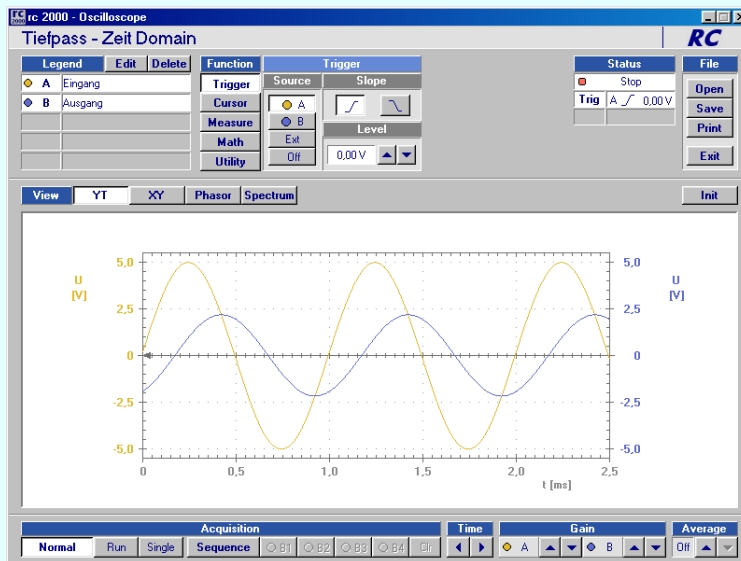 rc 2000 - Oscilloscope
Tiefpass - Zeit Domain
RC
Legend Edit Delete
A Eingang
B Ausgang
Function
Trigger
Cursor
Measure
Math
Utility
Trigger
Source Slope
A
B
Ext
Off
Level
0,00 V
Status
Stop
Trig A 0,00 V
File
Open
Save
Print
Exit
View YT XY Phasor Spectrum Init
U
[V]
5,0
2,5
0
-2,5
-5,0
0 0,5 1,0 1,5 2,0 2,5
t [ms]
5,0
2,5
0
-2,5
-5,0
U
[V]
Acquisition Time Gain Average
Normal Run Single Sequence B1 B2 B3 B4 Clr A B Off